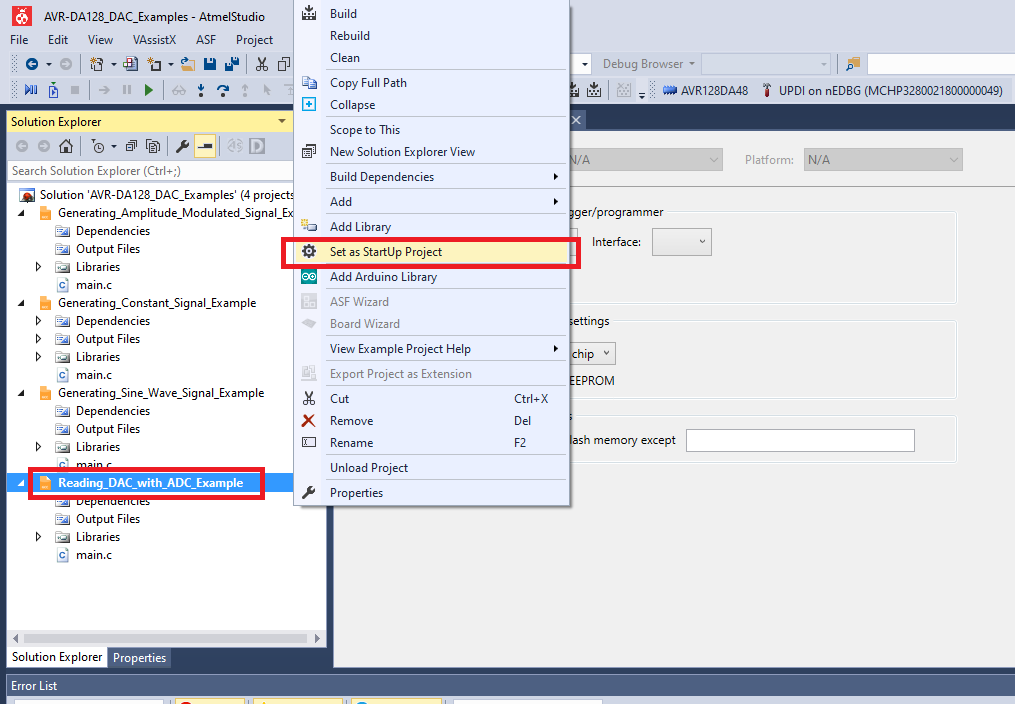 AVR-DA128_DAC_Examples - AtmelStudio
File Edit View VAssistX ASF Project
Debug Browser
AVR128DA48 UPDI on nEDBG (MCHP3280021800000049)
Solution Explorer
Search Solution Explorer (Ctrl+;)
Solution 'AVR-DA128_DAC_Examples' (4 projects
Generating_Amplitude_Modulated_Signal_Ex
Dependencies
Output Files
Libraries
main.c
Generating_Constant_Signal_Example
Dependencies
Output Files
Libraries
main.c
Generating_Sine_Wave_Signal_Example
Dependencies
Output Files
Libraries
main.c
Reading_DAC_with_ADC_Example
Dependencies
Output Files
Libraries
main.c
Solution Explorer Properties
Error List
Build
Rebuild
Clean
Copy Full Path
Collapse
Scope to This
New Solution Explorer View
Build Dependencies
Add
Add Library
Set as StartUp Project
Add Arduino Library
ASF Wizard
Board Wizard
View Example Project Help
Export Project as Extension
Cut Ctrl+X
Remove Del
Rename F2
Unload Project
Properties
N/A Platform: N/A
gger/programmer
Interface:
settings
chip
EEPROM
s
lash memory except